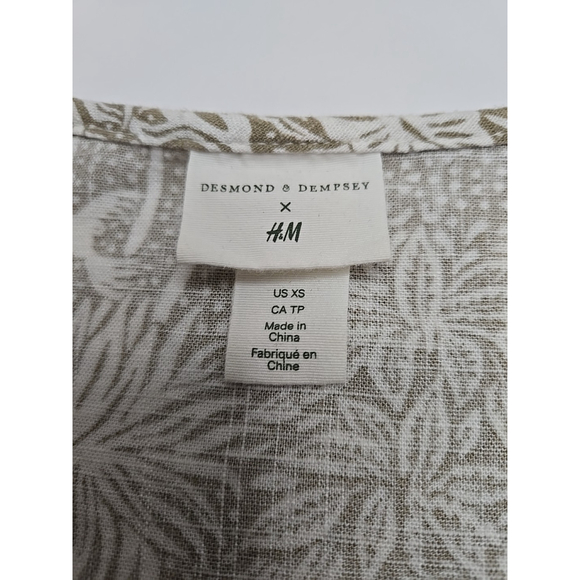 DESMOND & DEMPSEY
×
H&M
US XS
CA TP
Made in
China
Fabriqué en
Chine